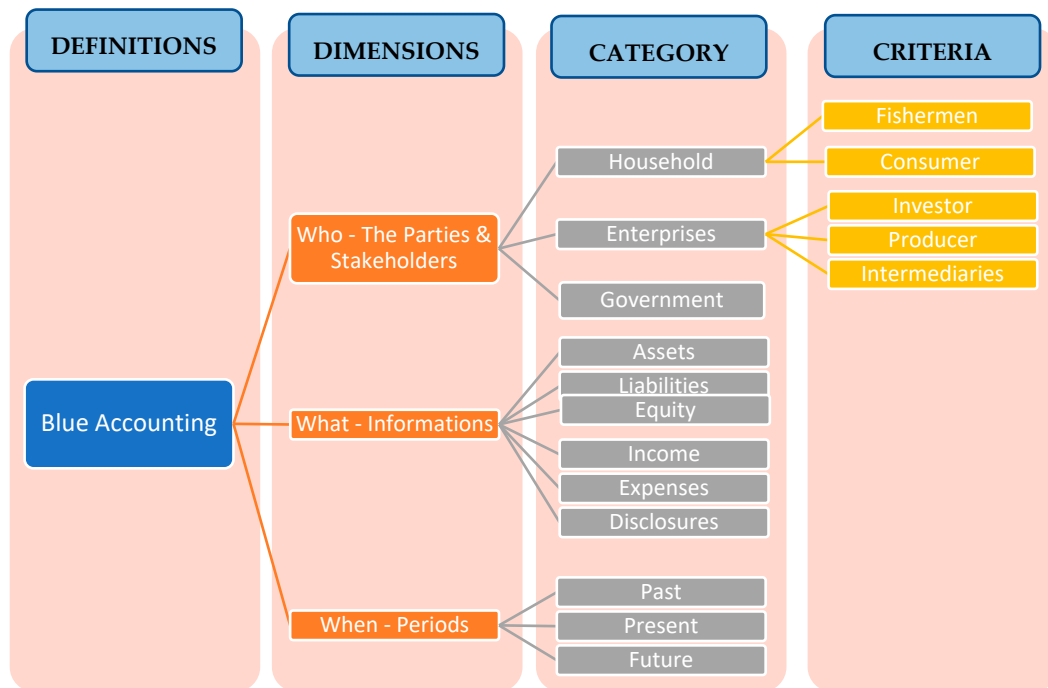 DEFINITIONS
DIMENSIONS
CATEGORY
CRITERIA
Blue Accounting
Who - The Parties &
Stakeholders
What - Informations
When - Periods
Household
Enterprises
Government
Assets
Liabilities
Equity
Income
Expenses
Disclosures
Past
Present
Future
Fishermen
Consumer
Investor
Producer
Intermediaries